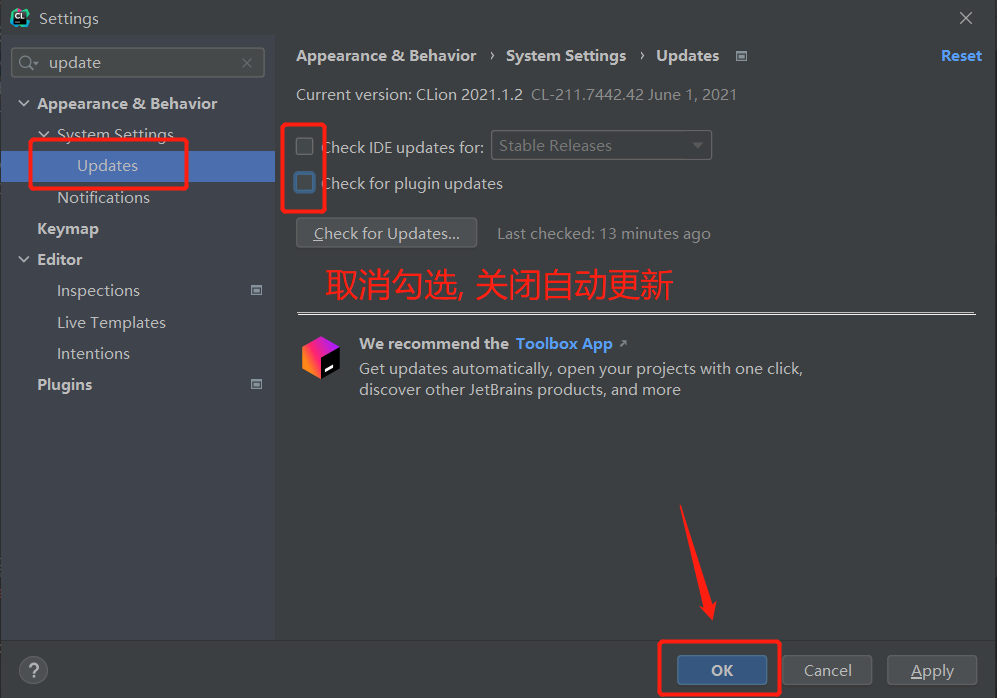 Settings
update
Appearance & Behavior › System Settings › Updates
Reset
Current version: CLion 2021.1.2 CL-211.7442.42 June 1, 2021
Appearance & Behavior
System Settings
Updates
Notifications
Keymap
Editor
Inspections
Live Templates
Intentions
Plugins
Check IDE updates for: Stable Releases
Check for plugin updates
Check for Updates... Last checked: 13 minutes ago
取消勾选, 关闭自动更新
We recommend the Toolbox App ↗
Get updates automatically, open your projects with one click,
discover other JetBrains products, and more
?
OK Cancel Apply